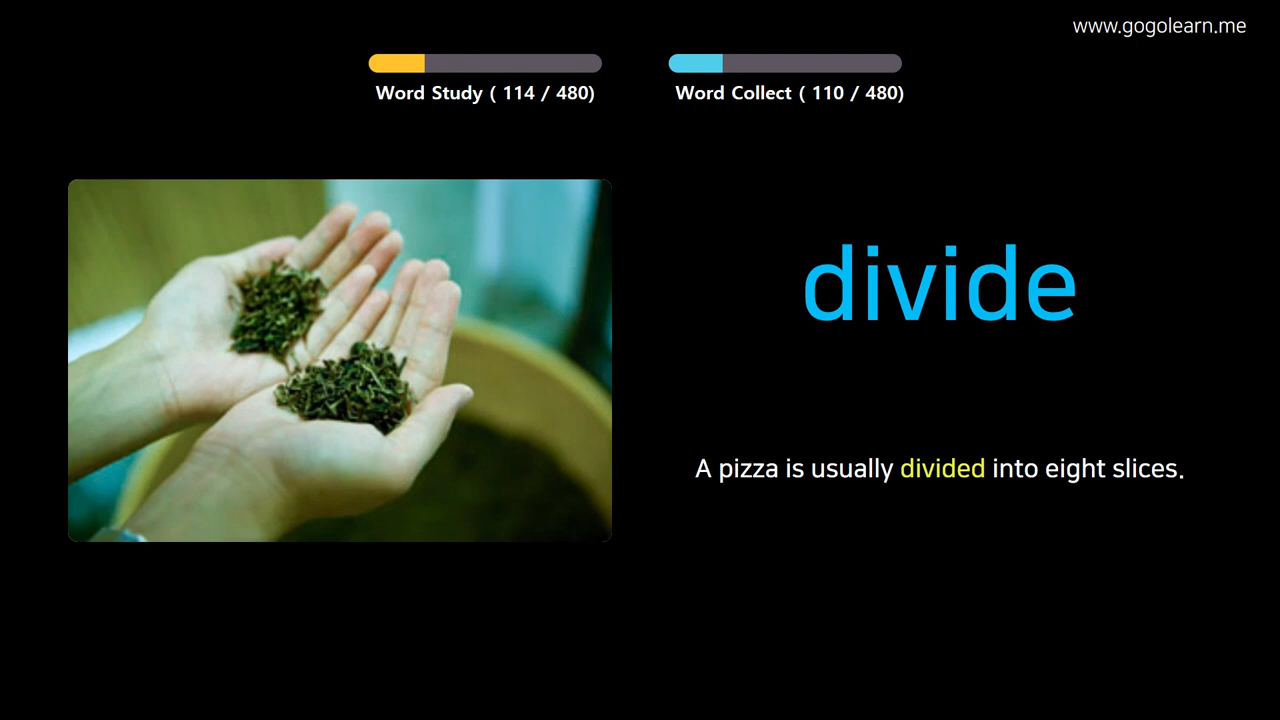 www.gogolearn.me
Word Study ( 114 / 480)
Word Collect ( 110 / 480)
divide
A pizza is usually divided into eight slices.